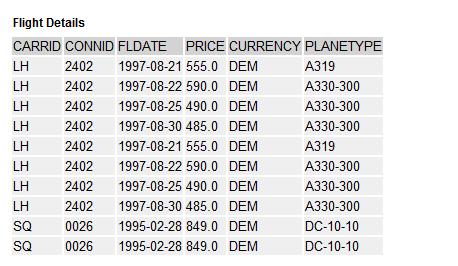 Flight Details
CARRID CONNID FLDATE PRICE CURRENCY PLANETYPE
LH 2402 1997-08-21 555.0 DEM A319
LH 2402 1997-08-22 590.0 DEM A330-300
LH 2402 1997-08-25 490.0 DEM A330-300
LH 2402 1997-08-30 485.0 DEM A330-300
LH 2402 1997-08-21 555.0 DEM A319
LH 2402 1997-08-22 590.0 DEM A330-300
LH 2402 1997-08-25 490.0 DEM A330-300
LH 2402 1997-08-30 485.0 DEM A330-300
SQ 0026 1995-02-28 849.0 DEM DC-10-10
SQ 0026 1995-02-28 849.0 DEM DC-10-10